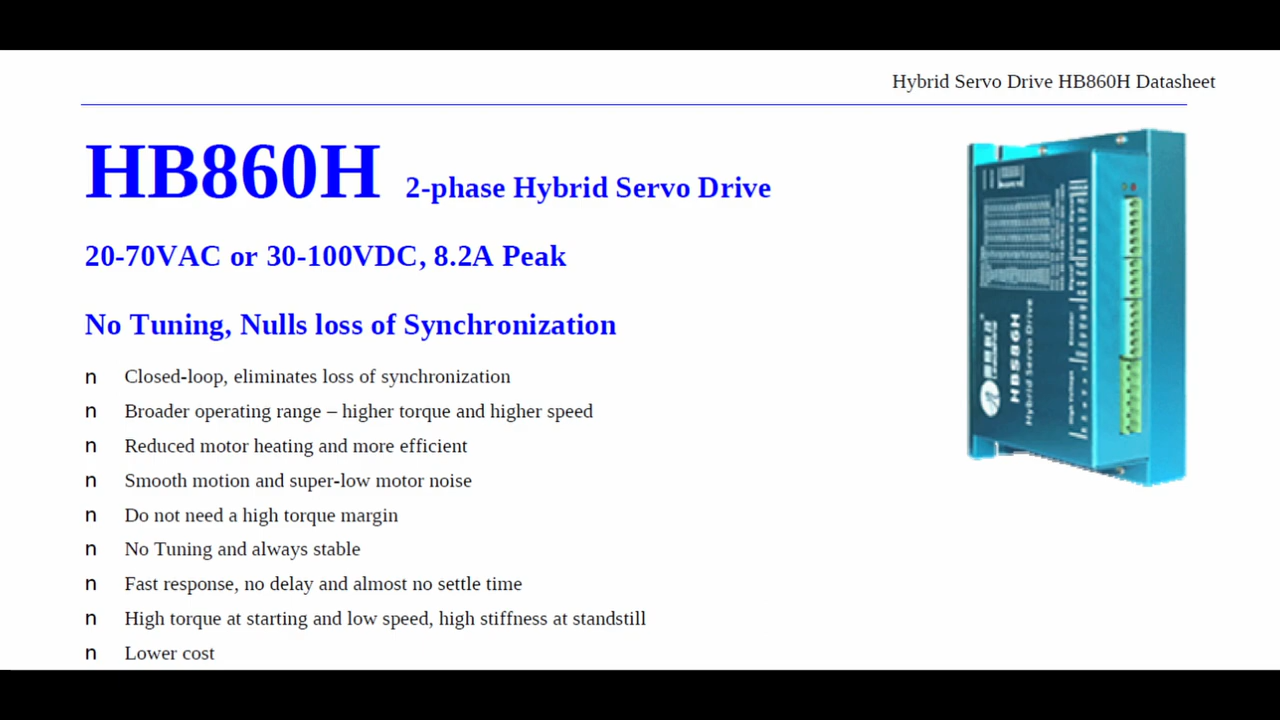 Hybrid Servo Drive HB860H Datasheet
HB860H 2-phase Hybrid Servo Drive
20-70VAC or 30-100VDC, 8.2A Peak
No Tuning, Nulls loss of Synchronization
n Closed-loop, eliminates loss of synchronization
n Broader operating range – higher torque and higher speed
n Reduced motor heating and more efficient
n Smooth motion and super-low motor noise
n Do not need a high torque margin
n No Tuning and always stable
n Fast response, no delay and almost no settle time
n High torque at starting and low speed, high stiffness at standstill
n Lower cost
HBS86H
Hybrid Servo Drive
High Voltage